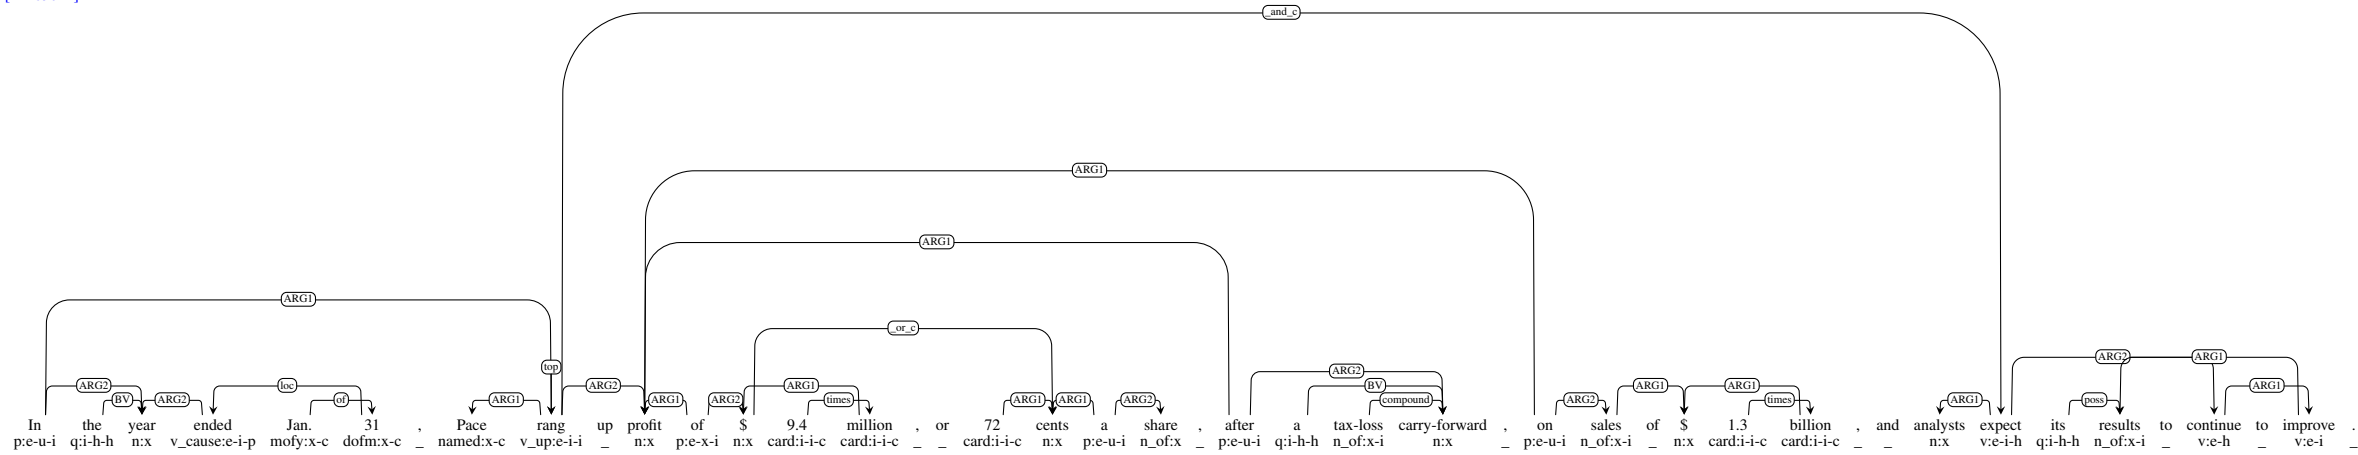 _and_c
ARG1
ARG1
ARG1
_or_c
ARG2 ARG1
top
ARG2
ARG2 loc ARG2 ARG1 BV ARG1 ARG1 ARG1
BV ARG2 of ARG1 ARG1 ARG2 times ARG1 ARG1 ARG2 compound ARG2 times ARG1 poss
In the year ended Jan. 31 , Pace rang up profit of $ 9.4 million , or 72 cents a share , after a tax-loss carry-forward , on sales of $ 1.3 billion , and analysts expect its results to continue to improve .
p:e-u-i q:i-h-h n:x v_cause:e-i-p mofy:x-c dofm:x-c _ named:x-c v_up:e-i-i _ n:x p:e-x-i n:x card:i-i-c card:i-i-c _ _ card:i-i-c n:x p:e-u-i n_of:x _ p:e-u-i q:i-h-h n_of:x-i n:x _ p:e-u-i n_of:x-i _ n:x card:i-i-c card:i-i-c _ _ n:x v:e-i-h q:i-h-h n_of:x-i _ v:e-h _ v:e-i _